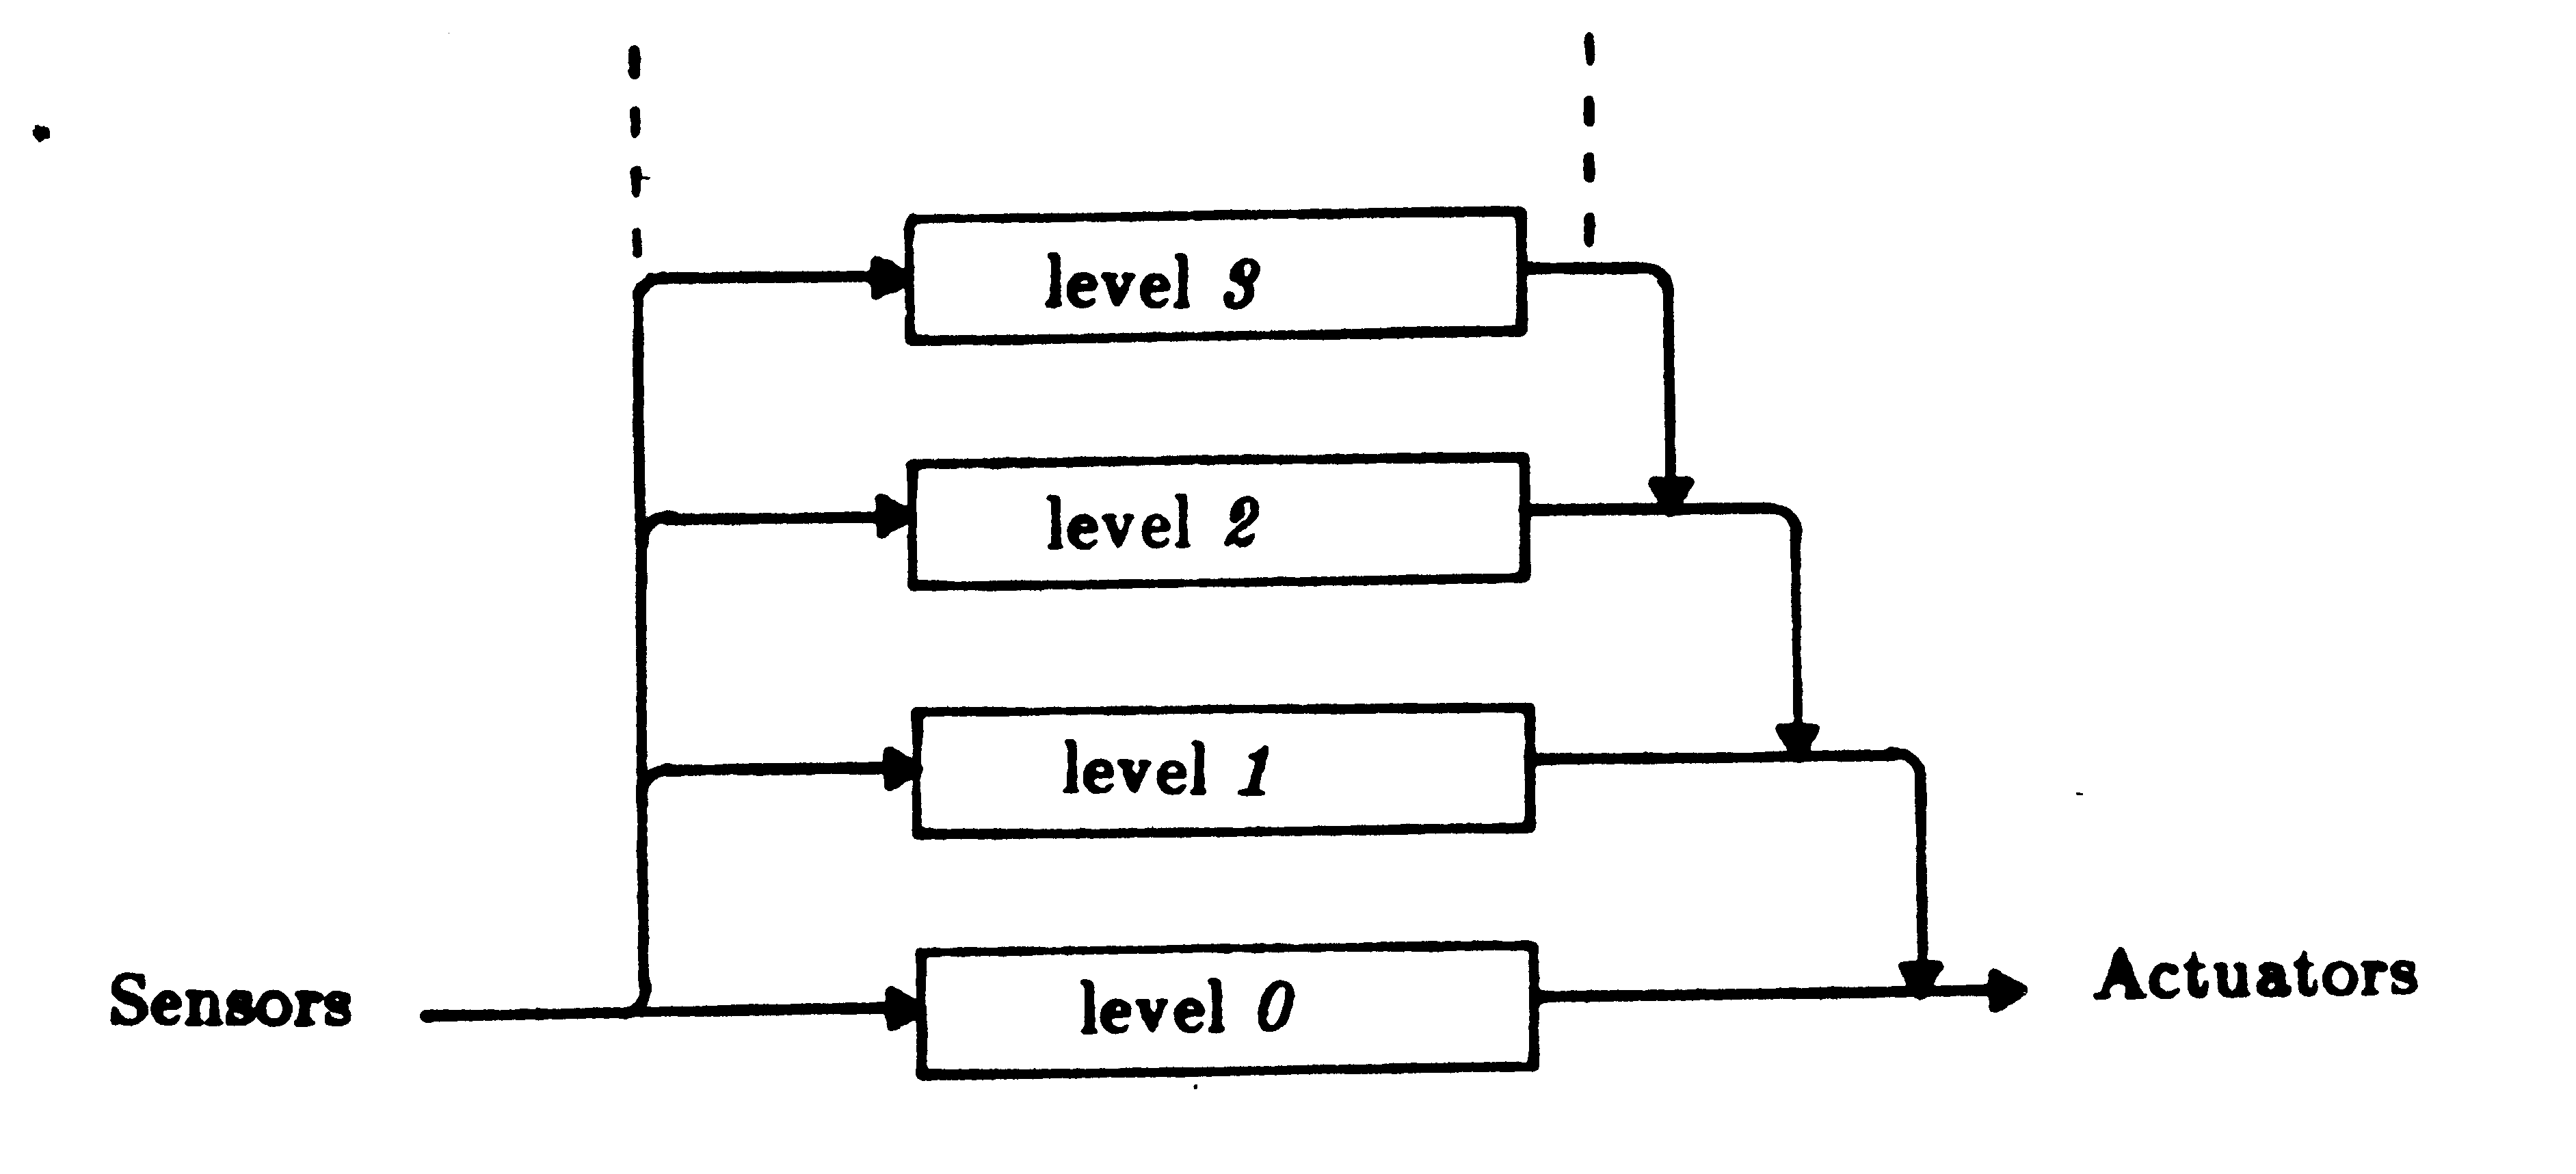 level 3
level 2
level 1
level 0
Sensors
Actuators